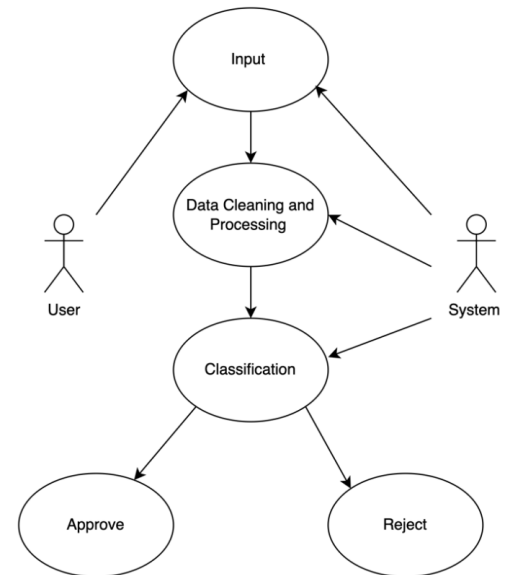 Input
Data Cleaning and
Processing
User
System
Classification
Approve
Reject